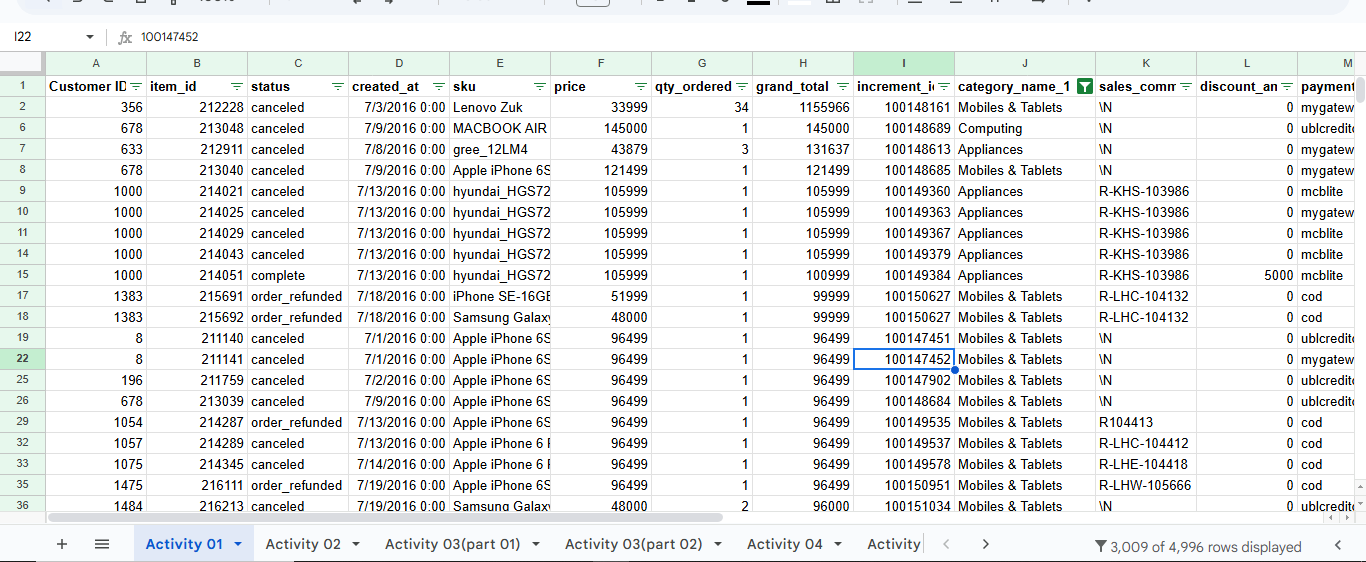 I22 fx 100147452
A B C D E F G H I J K L M
1 Customer ID item_id status created_at sku price qty_ordered grand_total increment_i category_name_1 sales_comm discount_an payment
2 356 212228 canceled 7/3/2016 0:00 Lenovo Zuk 33999 34 1155966 100148161 Mobiles & Tablets \N 0 mygatew
6 678 213048 canceled 7/9/2016 0:00 MACBOOK AIR 145000 1 145000 100148689 Computing \N 0 ublcredit
7 633 212911 canceled 7/8/2016 0:00 gree_12LM4 43879 3 131637 100148613 Appliances \N 0 mygatew
8 678 213040 canceled 7/9/2016 0:00 Apple iPhone 6S 121499 1 121499 100148685 Mobiles & Tablets \N 0 mygatew
9 1000 214021 canceled 7/13/2016 0:00 hyundai_HGS72 105999 1 105999 100149360 Appliances R-KHS-103986 0 mcblite
10 1000 214025 canceled 7/13/2016 0:00 hyundai_HGS72 105999 1 105999 100149363 Appliances R-KHS-103986 0 mygatew
11 1000 214029 canceled 7/13/2016 0:00 hyundai_HGS72 105999 1 105999 100149367 Appliances R-KHS-103986 0 mcblite
14 1000 214043 canceled 7/13/2016 0:00 hyundai_HGS72 105999 1 105999 100149379 Appliances R-KHS-103986 0 mcblite
15 1000 214051 complete 7/13/2016 0:00 hyundai_HGS72 105999 1 100999 100149384 Appliances R-KHS-103986 5000 mcblite
17 1383 215691 order_refunded 7/18/2016 0:00 iPhone SE-16GB 51999 1 99999 100150627 Mobiles & Tablets R-LHC-104132 0 cod
18 1383 215692 order_refunded 7/18/2016 0:00 Samsung Galaxy 48000 1 99999 100150627 Mobiles & Tablets R-LHC-104132 0 cod
19 8 211140 canceled 7/1/2016 0:00 Apple iPhone 6S 96499 1 96499 100147451 Mobiles & Tablets \N 0 ublcredit
22 8 211141 canceled 7/1/2016 0:00 Apple iPhone 6S 96499 1 96499 100147452 Mobiles & Tablets \N 0 mygatew
25 196 211759 canceled 7/2/2016 0:00 Apple iPhone 6S 96499 1 96499 100147902 Mobiles & Tablets \N 0 ublcredit
26 678 213039 canceled 7/9/2016 0:00 Apple iPhone 6S 96499 1 96499 100148684 Mobiles & Tablets \N 0 ublcredit
29 1054 214287 order_refunded 7/13/2016 0:00 Apple iPhone 6S 96499 1 96499 100149535 Mobiles & Tablets R104413 0 cod
32 1057 214289 canceled 7/13/2016 0:00 Apple iPhone 6 96499 1 96499 100149537 Mobiles & Tablets R-LHC-104412 0 cod
33 1075 214345 canceled 7/14/2016 0:00 Apple iPhone 6 96499 1 96499 100149578 Mobiles & Tablets R-LHE-104418 0 cod
35 1475 216111 order_refunded 7/19/2016 0:00 Apple iPhone 6S 96499 1 96499 100150951 Mobiles & Tablets R-LHW-105666 0 cod
36 1484 216213 canceled 7/19/2016 0:00 Samsung Galaxy 48000 2 96000 100151034 Mobiles & Tablets \N 0 ublcredit
Activity 01 Activity 02 Activity 03(part 01) Activity 03(part 02) Activity 04 Activity 3,009 of 4,996 rows displayed